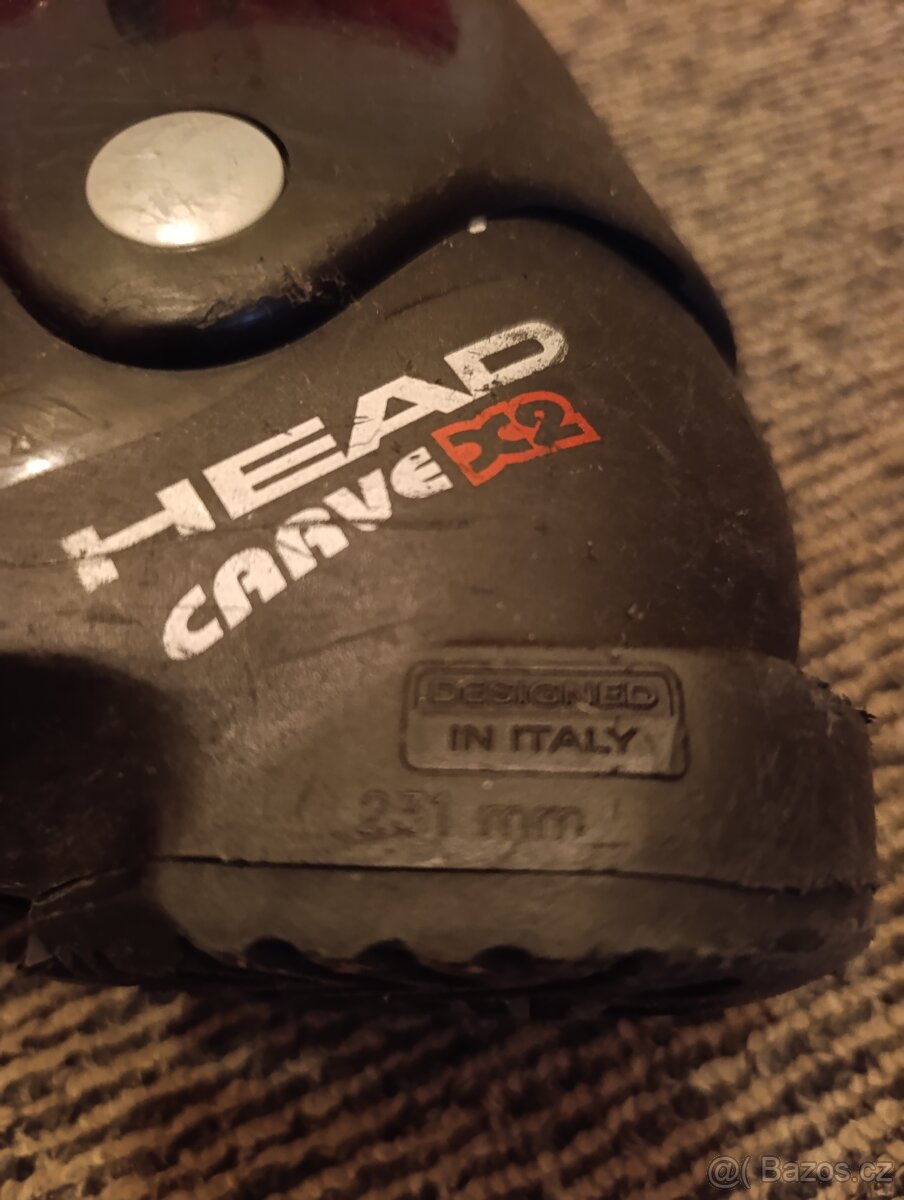 HEAD
CARVE X2
DESIGNED
IN ITALY
231 mm
@( Bazos.cz